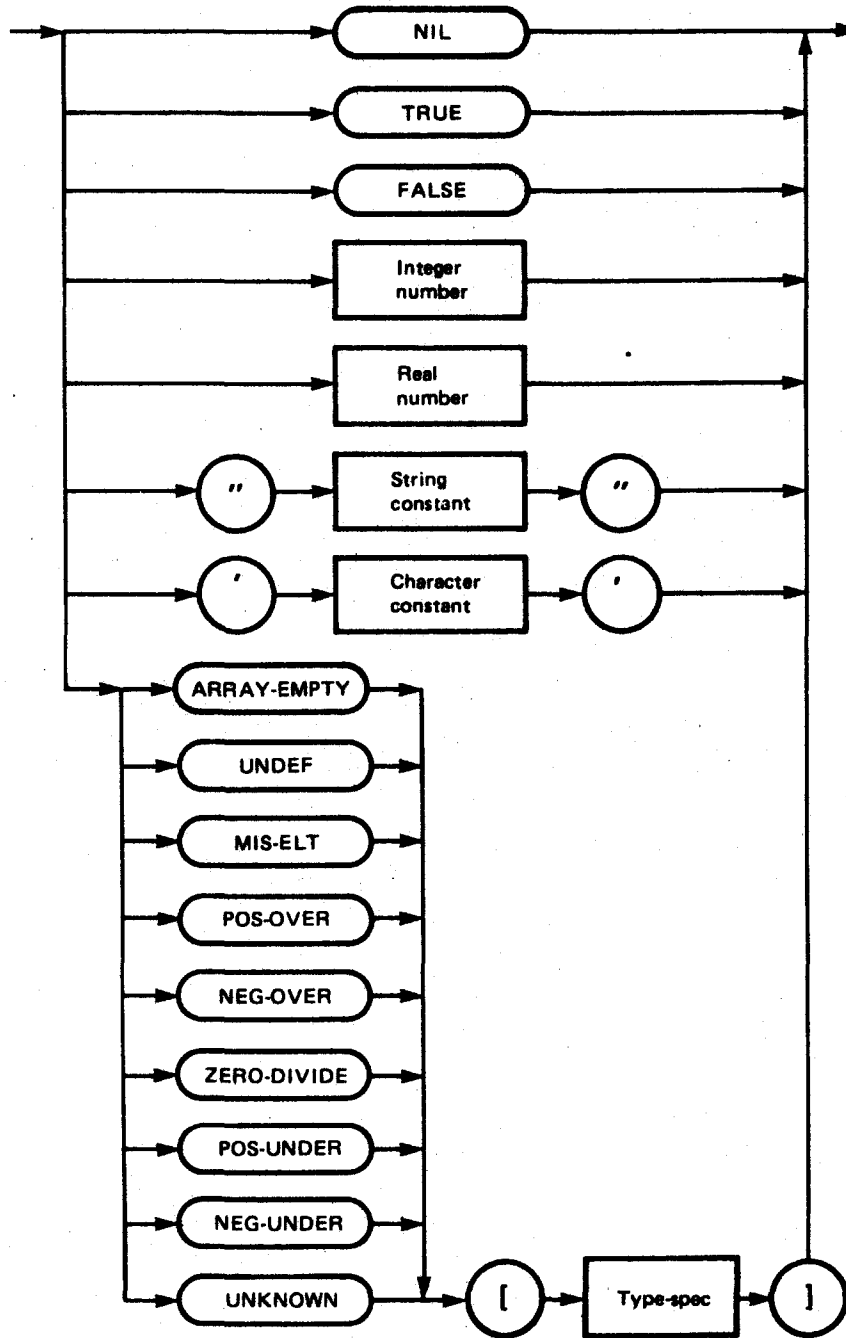 NIL
TRUE
FALSE
Integer
number
Real
number
" String
constant "
' Character
constant '
ARRAY-EMPTY
UNDEF
MIS-ELT
POS-OVER
NEG-OVER
ZERO-DIVIDE
POS-UNDER
NEG-UNDER
UNKNOWN [ Type-spec ]